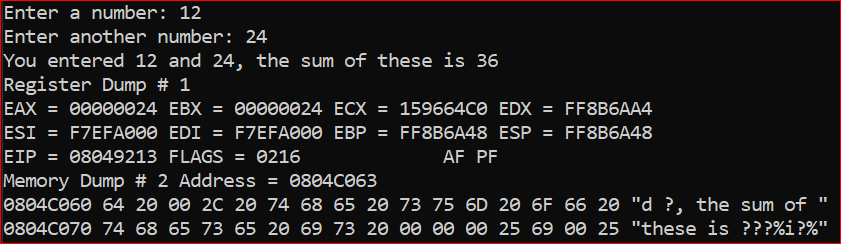 Enter a number: 12
Enter another number: 24
You entered 12 and 24, the sum of these is 36
Register Dump # 1
EAX = 00000024 EBX = 00000024 ECX = 159664C0 EDX = FF8B6AA4
ESI = F7EFA000 EDI = F7EFA000 EBP = FF8B6A48 ESP = FF8B6A48
EIP = 08049213 FLAGS = 0216             AF PF
Memory Dump # 2 Address = 0804C063
0804C060 64 20 00 2C 20 74 68 65 20 73 75 6D 20 6F 66 20 "d ?, the sum of "
0804C070 74 68 65 73 65 20 69 73 20 00 00 00 25 69 00 25 "these is ???%i?%"